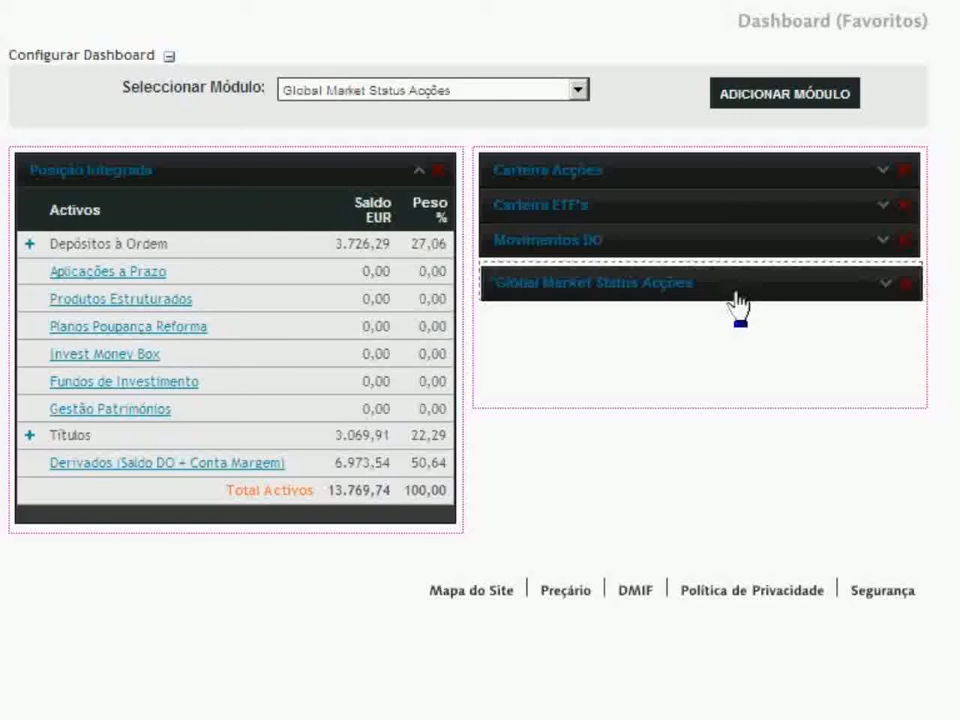 Dashboard (Favoritos)
Configurar Dashboard
Seleccionar Módulo:
Global Market Status Acções
ADICIONAR MÓDULO
Posição Integrada
Activos
Saldo EUR
Peso %
Depósitos à Ordem 3.726,29 27,06
Aplicações a Prazo 0,00 0,00
Produtos Estruturados 0,00 0,00
Planos Poupança Reforma 0,00 0,00
Invest Money Box 0,00 0,00
Fundos de Investimento 0,00 0,00
Gestão Patrimónios 0,00 0,00
Títulos 3.069,91 22,29
Derivados (Saldo DO + Conta Margem) 6.973,54 50,64
Total Activos 13.769,74 100,00
Carteira Acções
Carteira ETF's
Movimentos DO
Global Market Status Acções
Mapa do Site
Preçário
DMIF
Política de Privacidade
Segurança